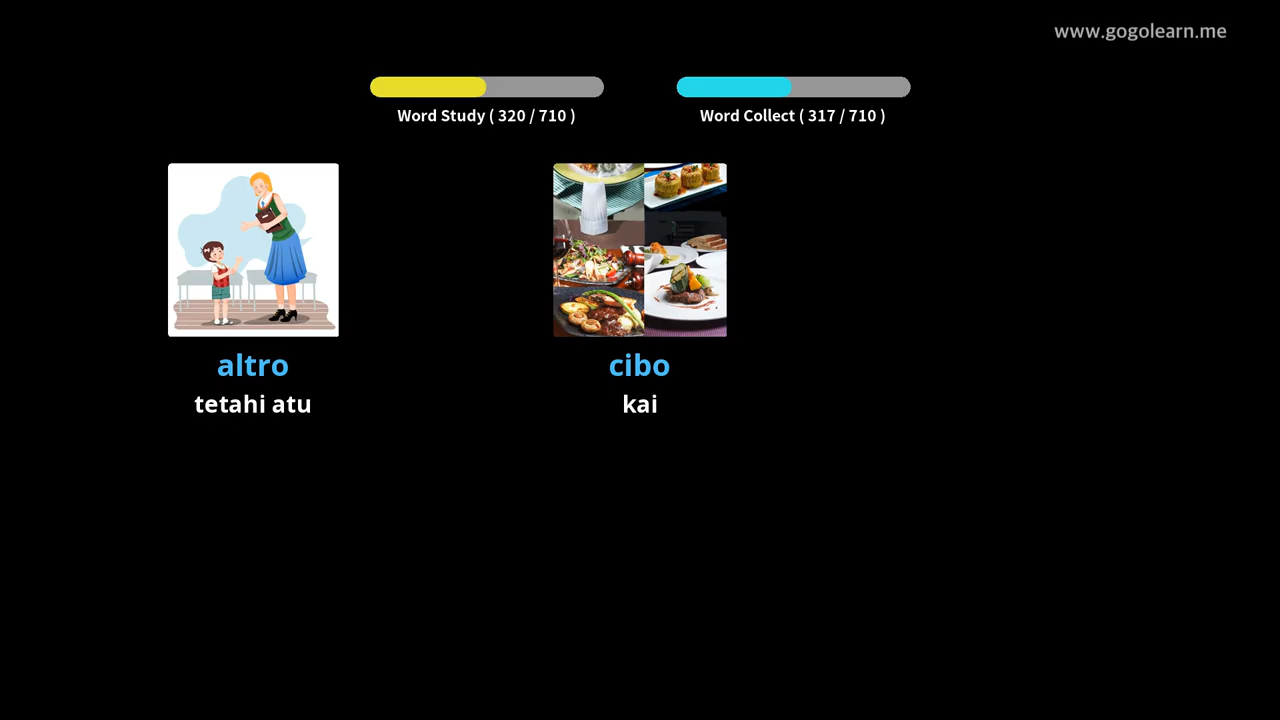 www.gogolearn.me
Word Study ( 320 / 710 )
Word Collect ( 317 / 710 )
altro
tetahi atu
cibo
kai